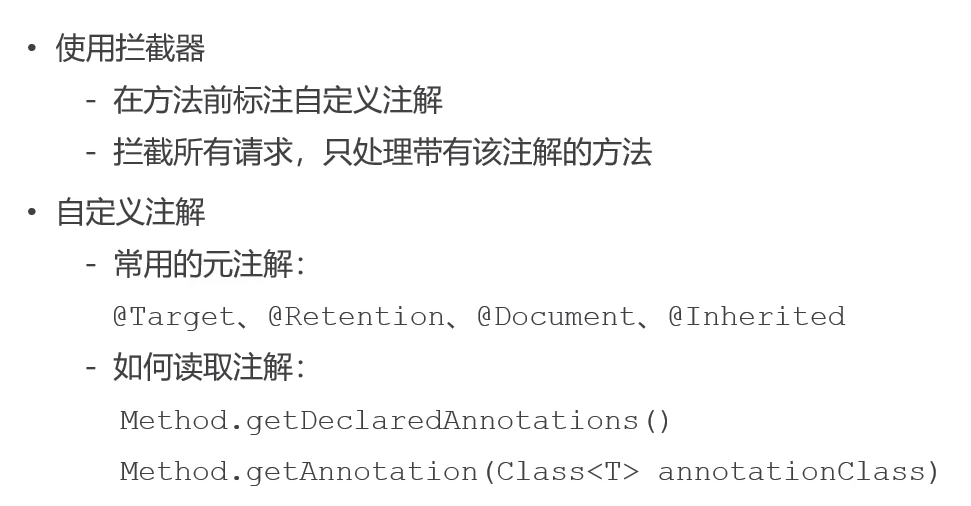 • 使用拦截器
- 在方法前标注自定义注解
- 拦截所有请求，只处理带有该注解的方法
• 自定义注解
- 常用的元注解：
@Target、@Retention、@Document、@Inherited
- 如何读取注解：
Method.getDeclaredAnnotations()
Method.getAnnotation(Class<T> annotationClass)